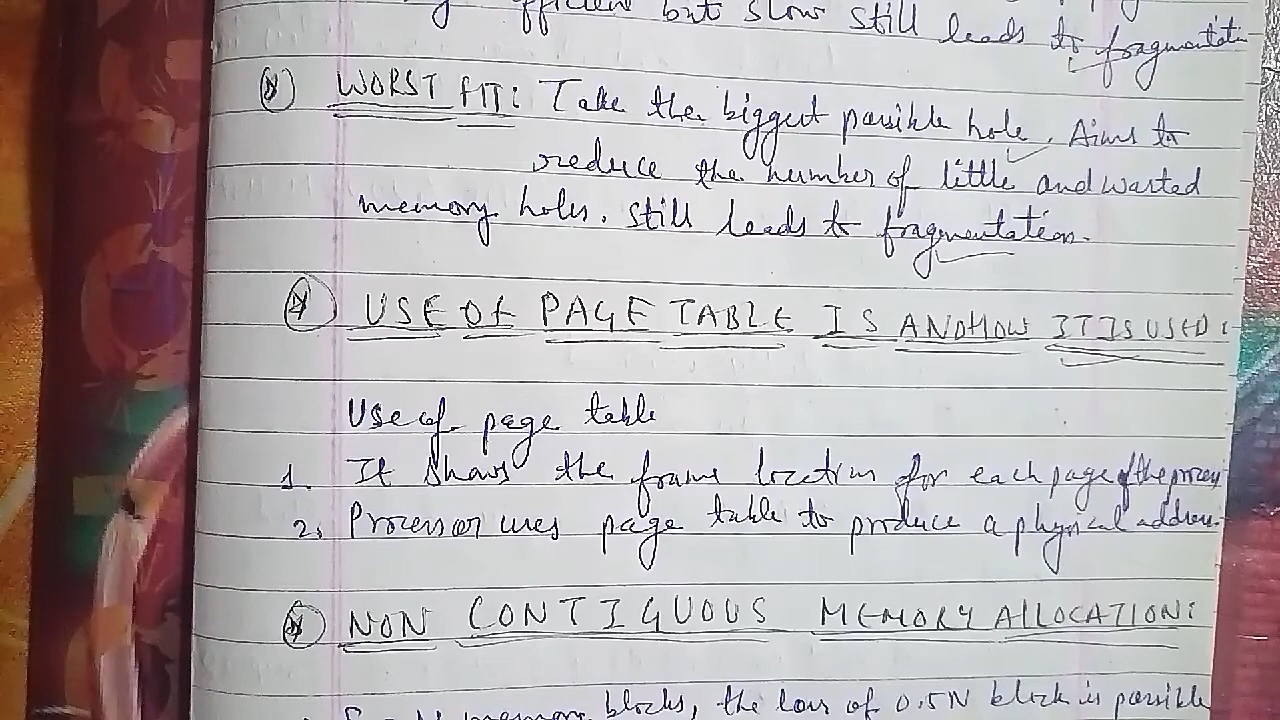 efficient but slow still leads to fragmentati
WORST FIT: Take the biggest possible hole. Aims to
reduce the number of little and wasted
memory holes. still leads to fragmentation.
USE OF PAGE TABLE IS AND HOW IT IS USED:
Use of page table
1. It shows the frame location for each page of the process
2. Processor uses page table to produce a physical address.
NON CONTIGUOUS MEMORY ALLOCATION:
memory blocks, the loss of 0.5N block is possible